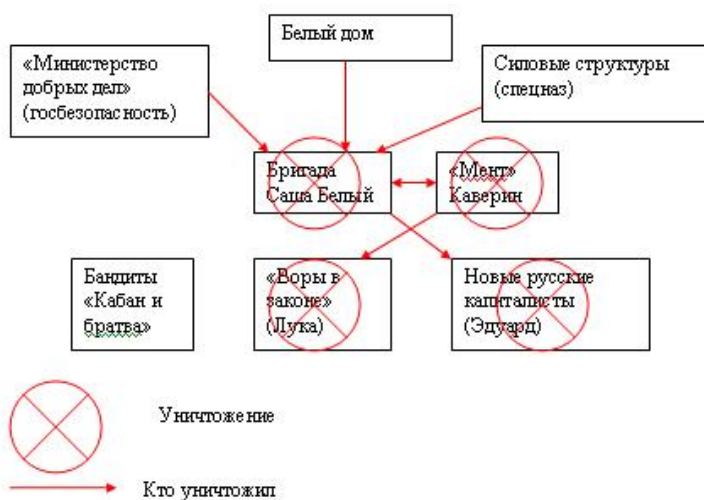 Белый дом
«Министерство
добрых дел»
(госбезопасность)
Силовые структуры
(спецназ)
Бригада
Саша Белый
«Мент»
Каверин
Бандиты
«Кабан и
братва»
«Воры в
законе»
(Лука)
Новые русские
капиталисты
(Эдуард)
Уничтожение
Кто уничтожил